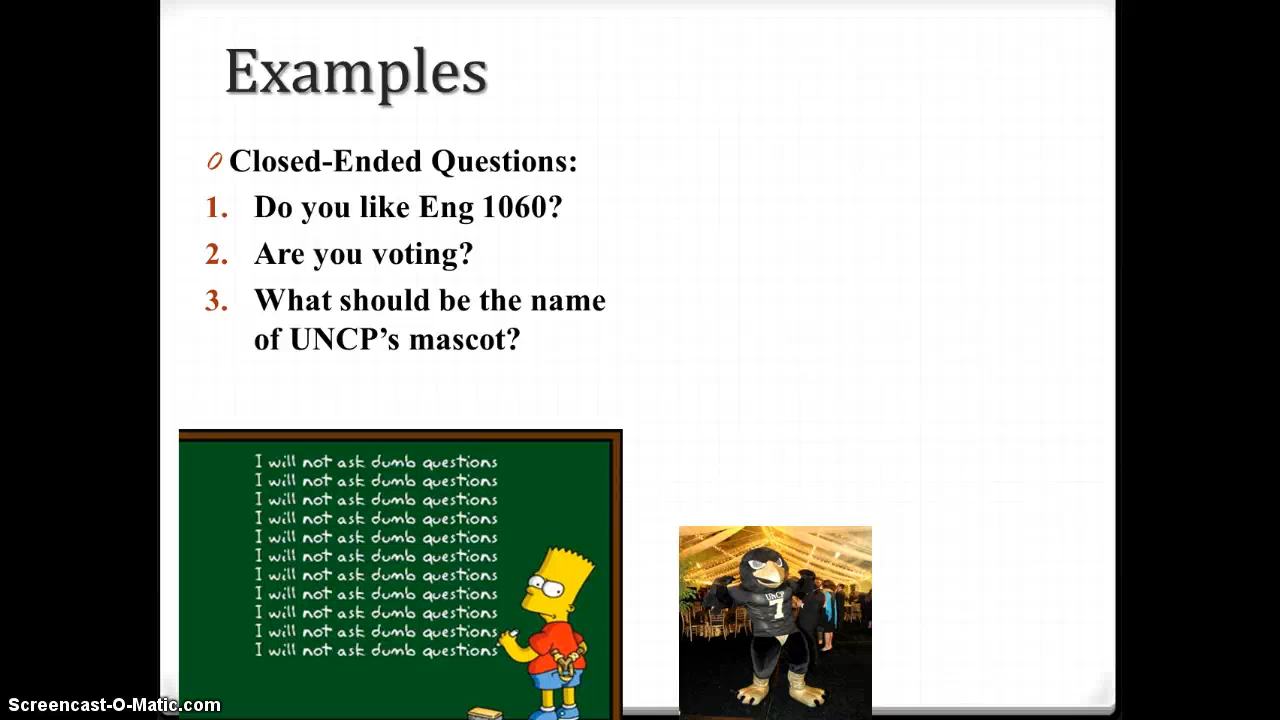 Examples
Closed-Ended Questions:
1. Do you like Eng 1060?
2. Are you voting?
3. What should be the name
of UNCP’s mascot?
I will not ask dumb questions
I will not ask dumb questions
I will not ask dumb questions
I will not ask dumb questions
I will not ask dumb questions
I will not ask dumb questions
I will not ask dumb questions
I will not ask dumb questions
I will not ask dumb questions
I will not ask dumb questions
I will not ask dumb questions
UNCP
7
Screencast-O-Matic.com